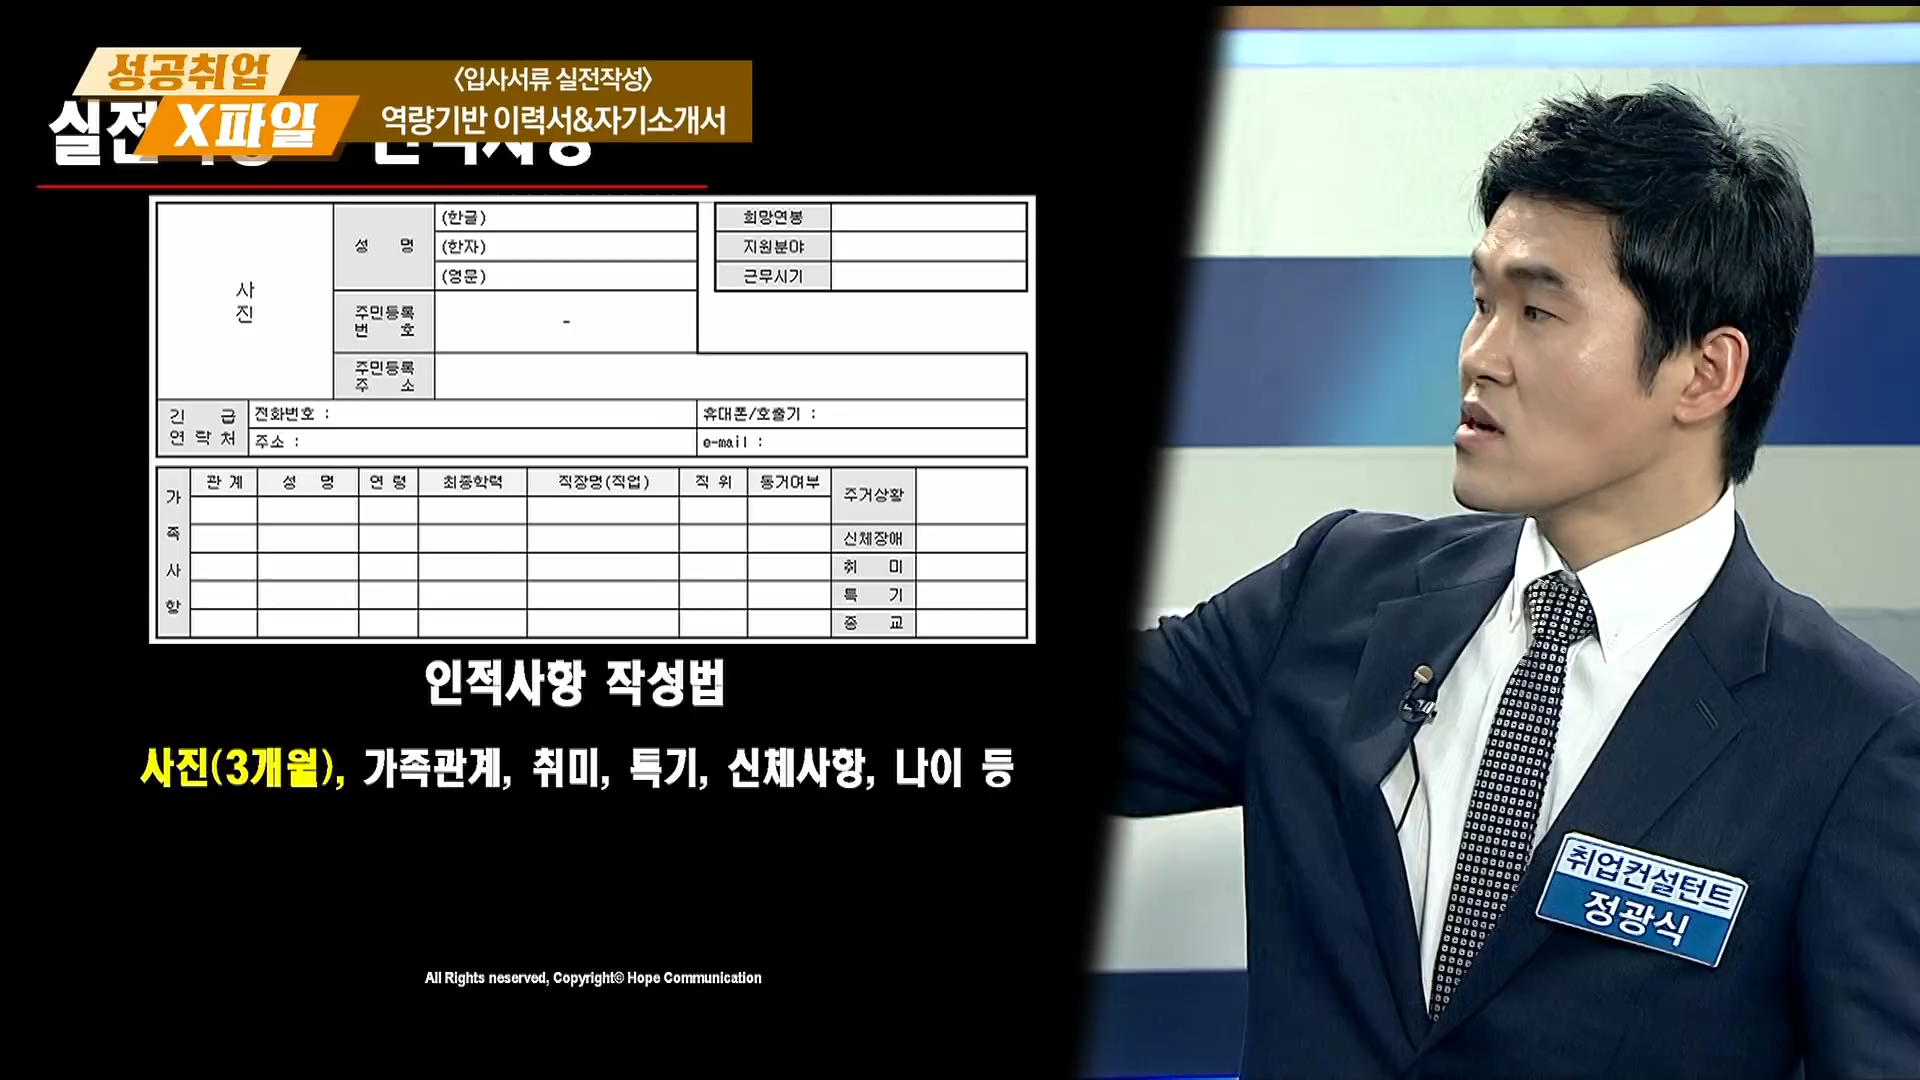 성공취업
X파일
<입사서류 실전작성>
역량기반 이력서&자기소개서
사
진
성 명
(한글)
(한자)
(영문)
희망연봉
지원분야
근무시기
주민등록
번 호
-
주민등록
주 소
긴 급
연 락 처
전화번호 :
휴대폰/호출기 :
주소 :
e-mail :
가
족
사
항
관 계 성 명 연 령 최종학력 직장명(직업) 직 위 동거여부
주거상황
신체장애
취 미
특 기
종 교
인적사항 작성법
사진(3개월), 가족관계, 취미, 특기, 신체사항, 나이 등
All Rights neserved, Copyright© Hope Communication
취업컨설턴트
정광식